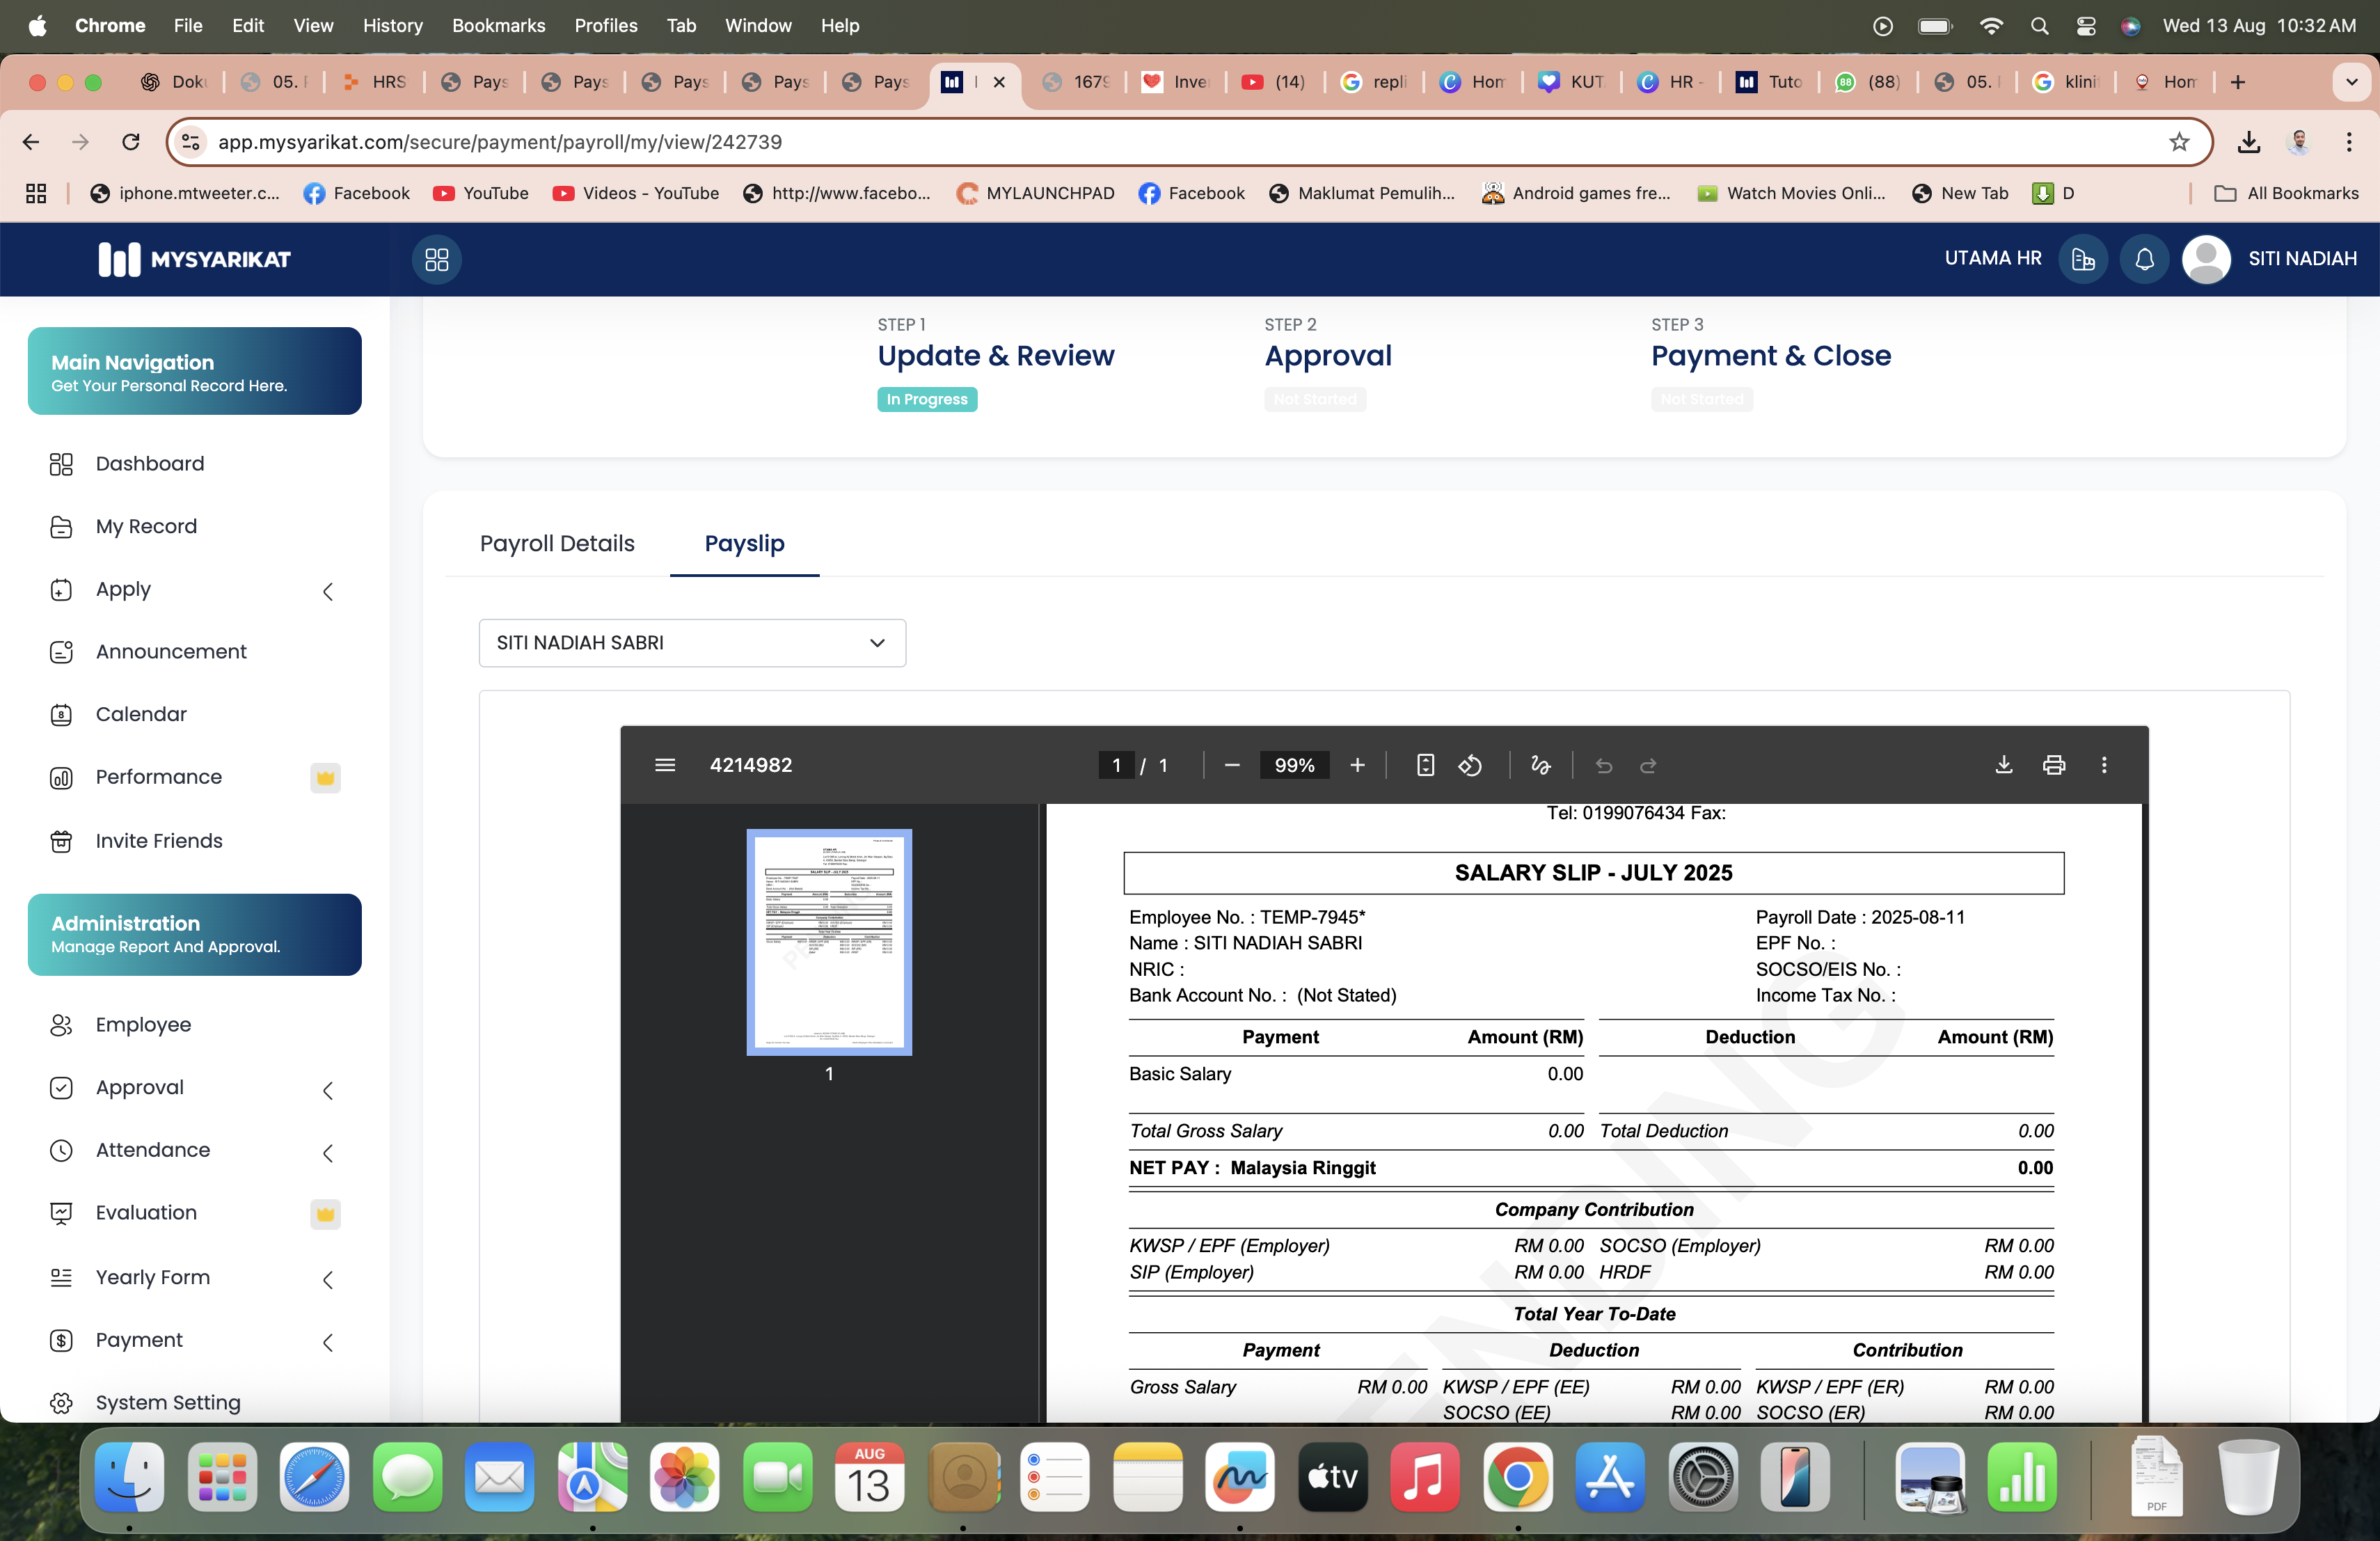 Chrome File Edit View History Bookmarks Profiles Tab Window Help Wed 13 Aug 10:32 AM
Doku 05. HRS Pays Pays Pays Pays Pays 1679 Inve (14) repli Hom KUT HR - Tuto (88) 05. klini Hom
app.mysyarikat.com/secure/payment/payroll/my/view/242739
iphone.mtweeter.c... Facebook YouTube Videos - YouTube http://www.facebo... MYLAUNCHPAD Facebook Maklumat Pemulih... Android games fre... Watch Movies Onli... New Tab D All Bookmarks
MYSYARIKAT UTAMA HR SITI NADIAH
Main Navigation
Get Your Personal Record Here.
Dashboard
My Record
Apply
Announcement
Calendar
Performance
Invite Friends
Administration
Manage Report And Approval.
Employee
Approval
Attendance
Evaluation
Yearly Form
Payment
System Setting
STEP 1 STEP 2 STEP 3
Update & Review Approval Payment & Close
In Progress Not Started Not Started
Payroll Details Payslip
SITI NADIAH SABRI
4214982 1 / 1 99%
1
Tel: 0199076434 Fax:
SALARY SLIP - JULY 2025
Employee No. : TEMP-7945* Payroll Date : 2025-08-11
Name : SITI NADIAH SABRI EPF No. :
NRIC : SOCSO/EIS No. :
Bank Account No. : (Not Stated) Income Tax No. :
Payment Amount (RM) Deduction Amount (RM)
Basic Salary 0.00
Total Gross Salary 0.00 Total Deduction 0.00
NET PAY : Malaysia Ringgit 0.00
Company Contribution
KWSP / EPF (Employer) RM 0.00 SOCSO (Employer) RM 0.00
SIP (Employer) RM 0.00 HRDF RM 0.00
Total Year To-Date
Payment Deduction Contribution
Gross Salary RM 0.00 KWSP / EPF (EE) RM 0.00 KWSP / EPF (ER) RM 0.00
SOCSO (EE) RM 0.00 SOCSO (ER) RM 0.00
ENDING
AUG
13
tv
PDF